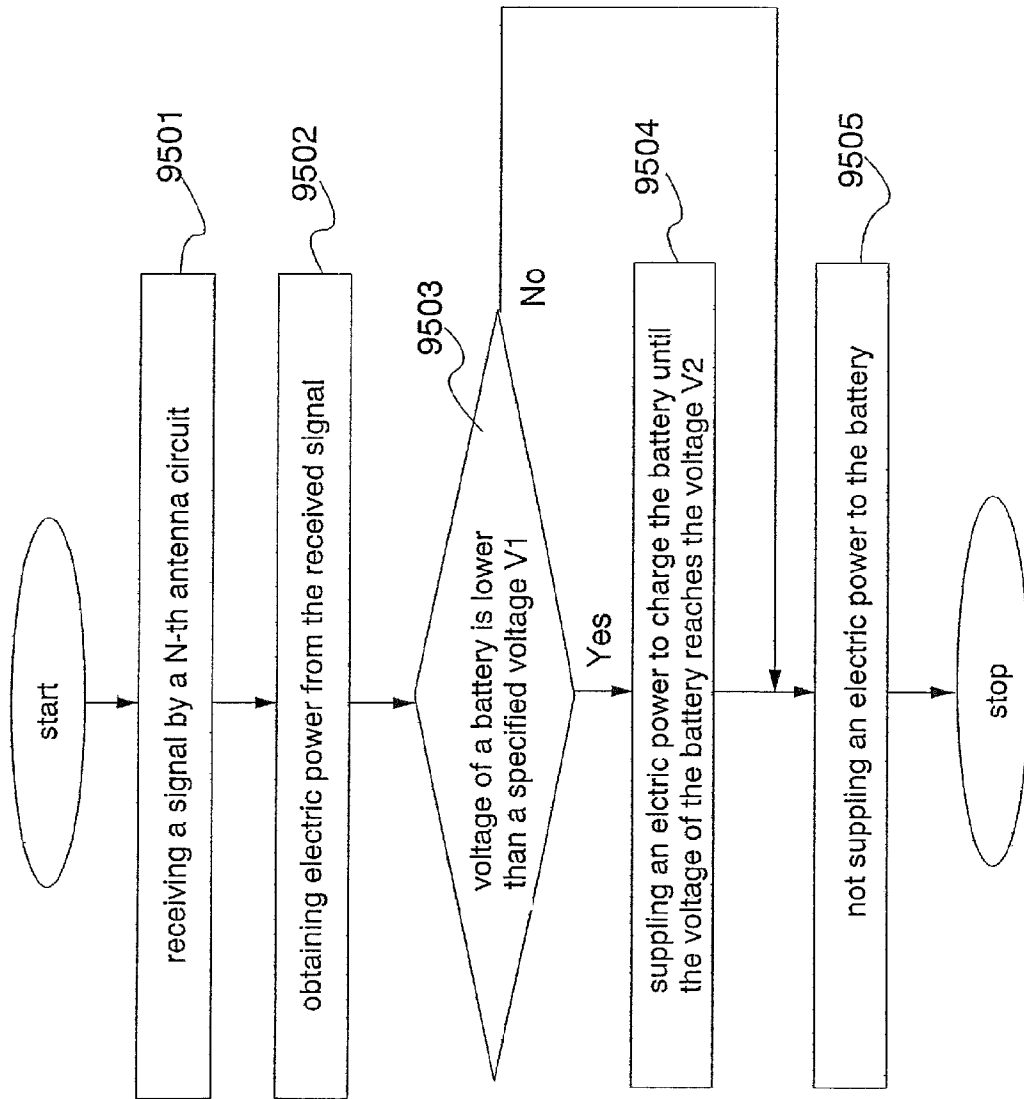 start
9501
receiving a signal by a N-th antenna circuit
9502
obtaining electric power from the received signal
9503
voltage of a battery is lower
than a specified voltage V1
No
Yes
9504
suppling an elctric power to charge the battery until
the voltage of the battery reaches the voltage V2
9505
not suppling an electric power to the battery
stop